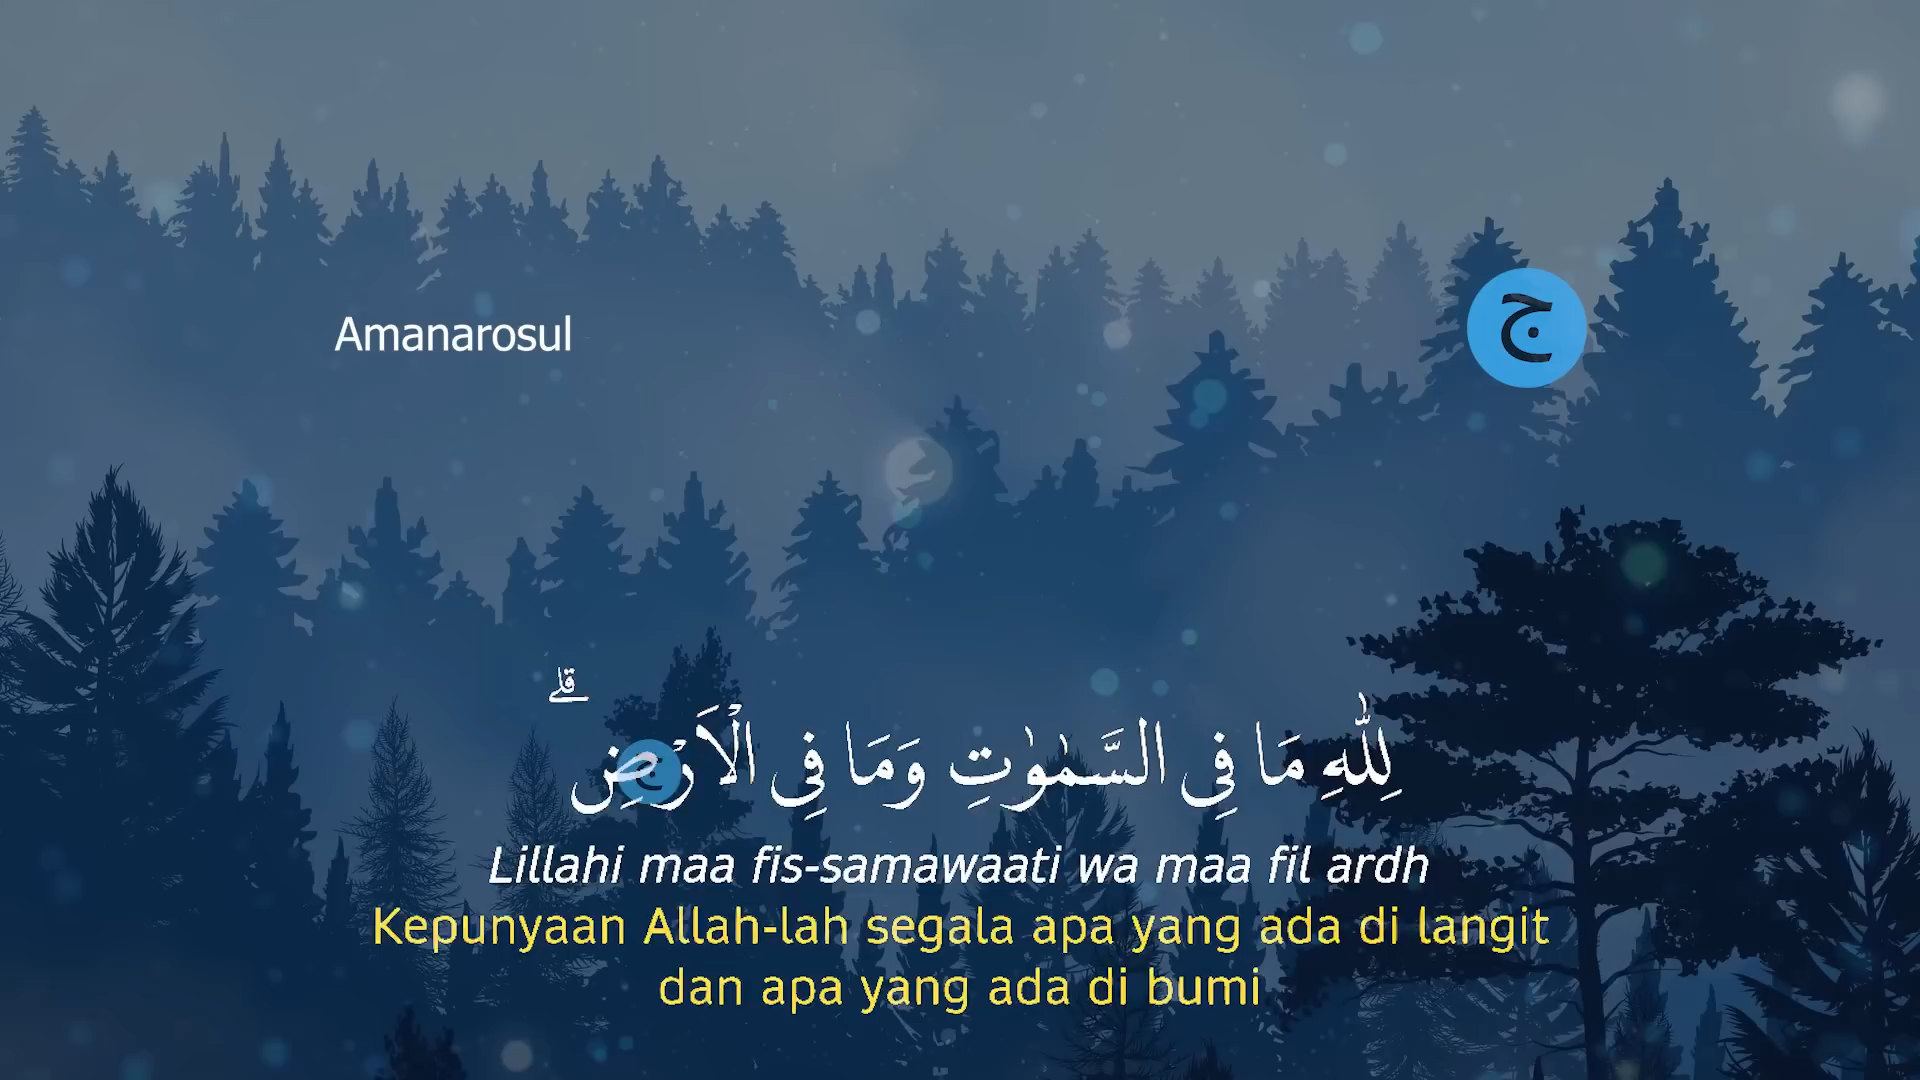 Amanarosul
ج
لِلّٰهِ مَا فِى السَّمٰوٰتِ وَمَا فِى الْاَرْضِ ۗ
Lillahi maa fis-samawaati wa maa fil ardh
Kepunyaan Allah-lah segala apa yang ada di langit
dan apa yang ada di bumi